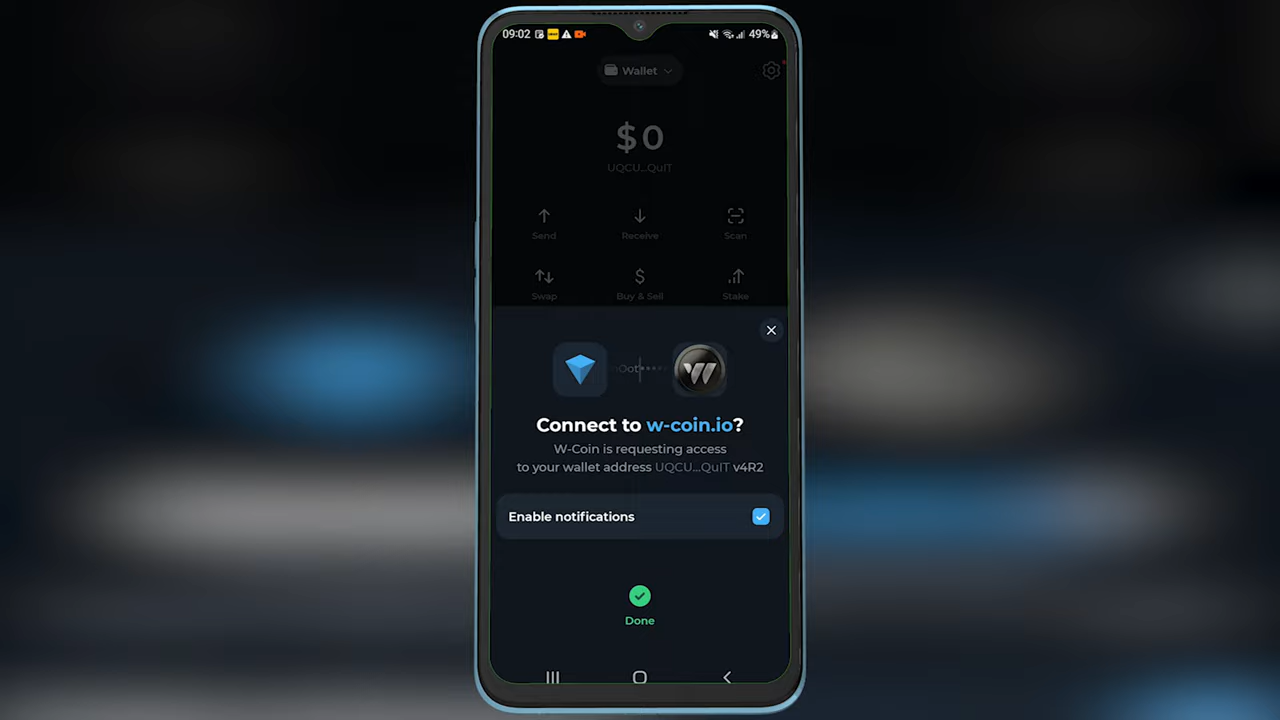 09:02
49%
Wallet
$0
UQCU...QuIT
Send
Receive
Scan
Swap
Buy & Sell
Stake
Connect to w-coin.io?
W-Coin is requesting access
to your wallet address UQCU...QuIT v4R2
Enable notifications
Done